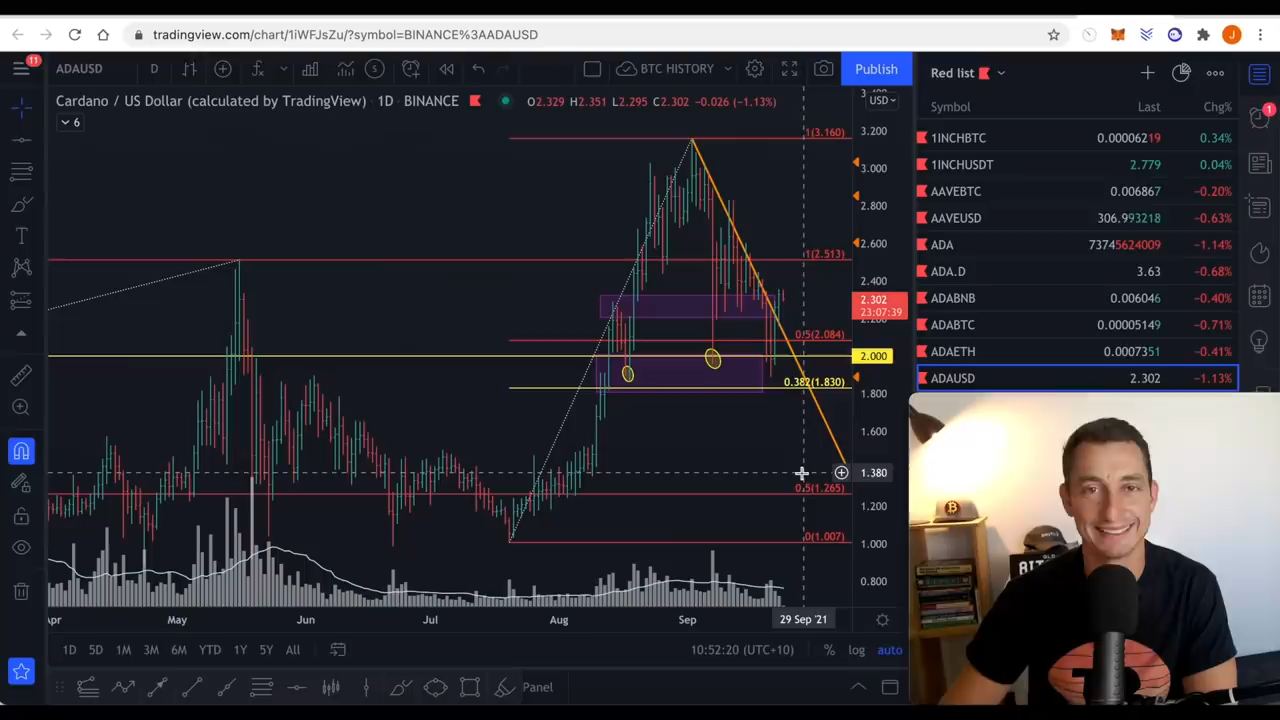 tradingview.com/chart/1iWFJsZu/?symbol=BINANCE%3AADAUSD
J
11
ADAUSD
D
BTC HISTORY
Publish
Red list
1
Cardano / US Dollar (calculated by TradingView) · 1D · BINANCE
O2.329 H2.351 L2.295 C2.302 -0.026 (−1.13%)
USD
6
Symbol Last Chg%
1INCHBTC 0.00006219 0.34%
1INCHUSDT 2.779 0.04%
AAVEBTC 0.006867 −0.20%
AAVEUSD 306.993218 −0.63%
ADA 73745624009 −1.14%
ADA.D 3.63 −0.68%
ADABNB 0.006046 −0.40%
ADABTC 0.00005149 −0.71%
ADAETH 0.0007351 −0.41%
ADAUSD 2.302 −1.13%
1(3.160)
1(2.513)
0.5(2.084)
0.382(1.830)
0.5(1.265)
0(1.007)
3.200
3.000
2.800
2.600
2.400
2.302
23:07:39
2.000
1.800
1.600
1.380
1.200
1.000
0.800
May Jun Jul Aug Sep 29 Sep '21
1D 5D 1M 3M 6M YTD 1Y 5Y All
10:52:20 (UTC+10) % log auto
Panel